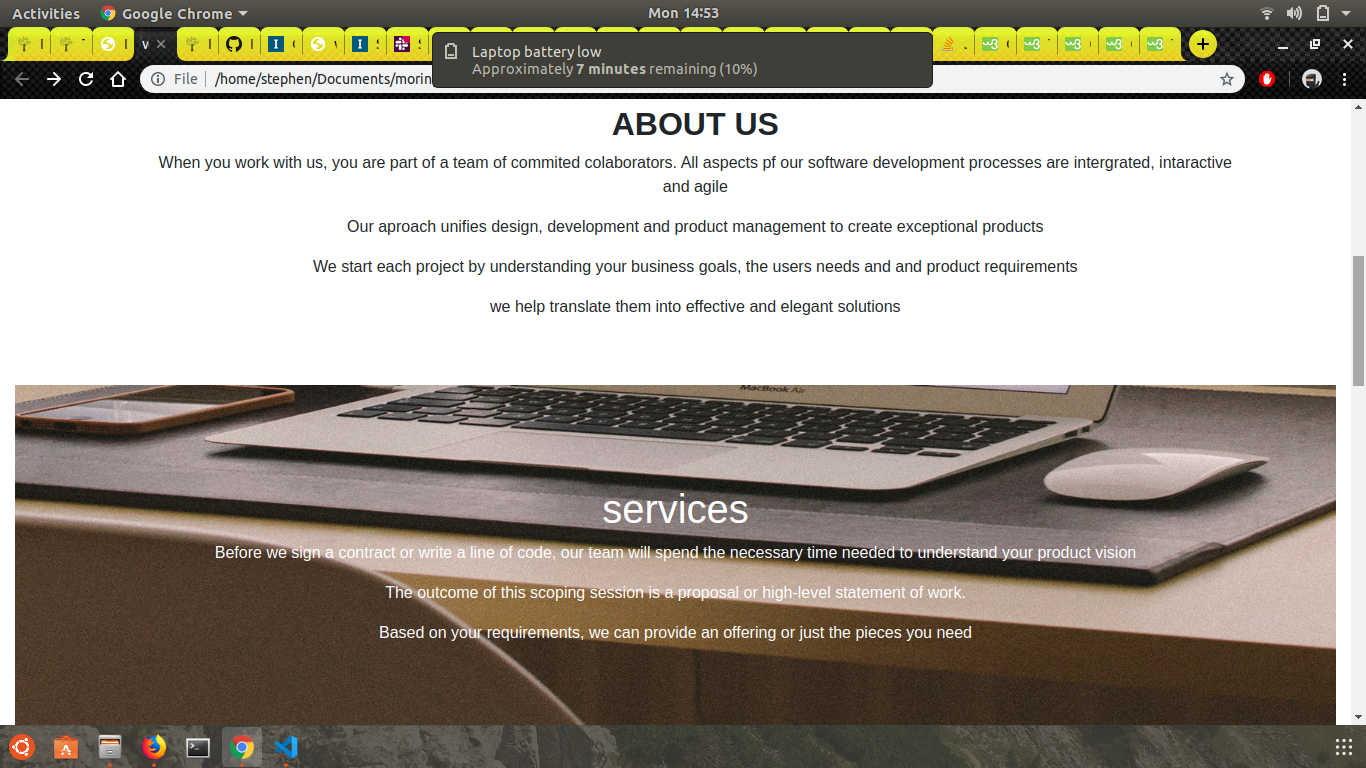 Activities
Google Chrome
Mon 14:53
Laptop battery low
Approximately 7 minutes remaining (10%)
File
/home/stephen/Documents/morin
ABOUT US
When you work with us, you are part of a team of commited colaborators. All aspects pf our software development processes are intergrated, intaractive
and agile
Our aproach unifies design, development and product management to create exceptional products
We start each project by understanding your business goals, the users needs and and product requirements
we help translate them into effective and elegant solutions
MacBook Air
services
Before we sign a contract or write a line of code, our team will spend the necessary time needed to understand your product vision
The outcome of this scoping session is a proposal or high-level statement of work.
Based on your requirements, we can provide an offering or just the pieces you need